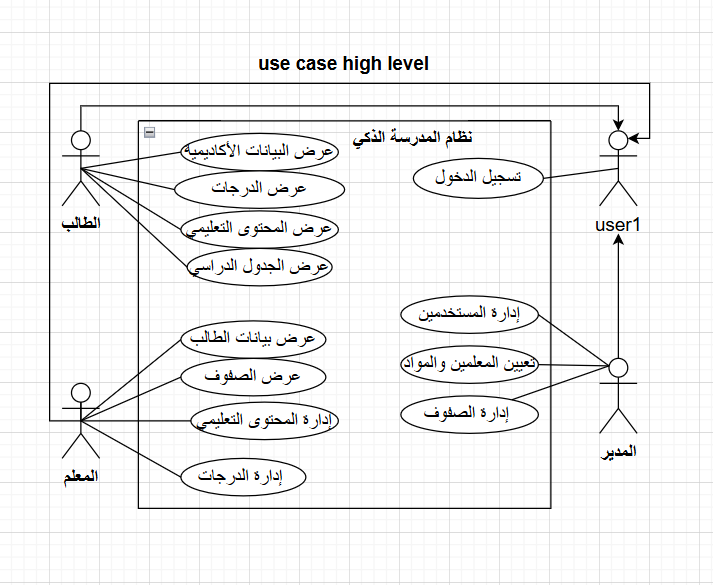 use case high level
نظام المدرسة الذكي
عرض البيانات الأكاديمية
عرض الدرجات
عرض المحتوى التعليمي
عرض الجدول الدراسي
الطالب
تسجيل الدخول
user1
إدارة المستخدمين
تعيين المعلمين والمواد
إدارة الصفوف
المدير
عرض بيانات الطالب
عرض الصفوف
إدارة المحتوى التعليمي
إدارة الدرجات
المعلم